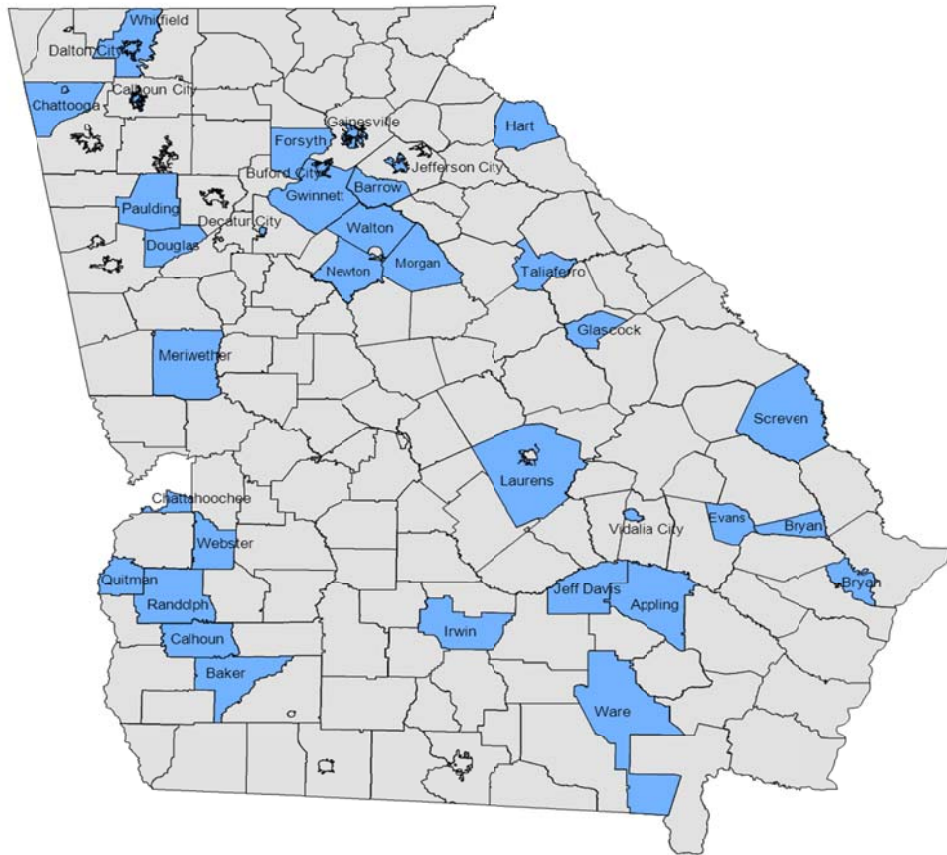 Whitfield
Dalton City
Calhoun City
Chattooga
Gainesville
Hart
Forsyth
Buford City
Jefferson City
Barrow
Gwinnett
Paulding
Decatur City
Walton
Douglas
Newton
Morgan
Taliaferro
Glascock
Meriwether
Screven
Laurens
Chattahoochee
Vidalia City
Evans
Bryan
Webster
Quitman
Bryan
Randolph
Jeff Davis
Appling
Calhoun
Irwin
Baker
Ware